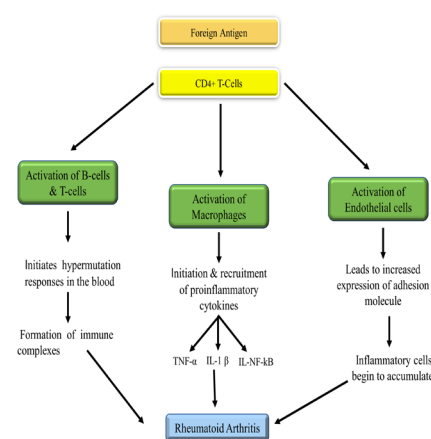 Foreign Antigen
CD4+ T-Cells
Activation of B-cells
& T-cells
Activation of
Macrophages
Activation of
Endothelial cells
Initiates hypermutation
responses in the blood
Initiation & recruitment
of proinflammatory
cytokines
Leads to increased
expression of adhesion
molecule
Formation of immune
complexes
TNF-α IL-1 β IL-NF-kB
Inflammatory cells
begin to accumulate
Rheumatoid Arthritis